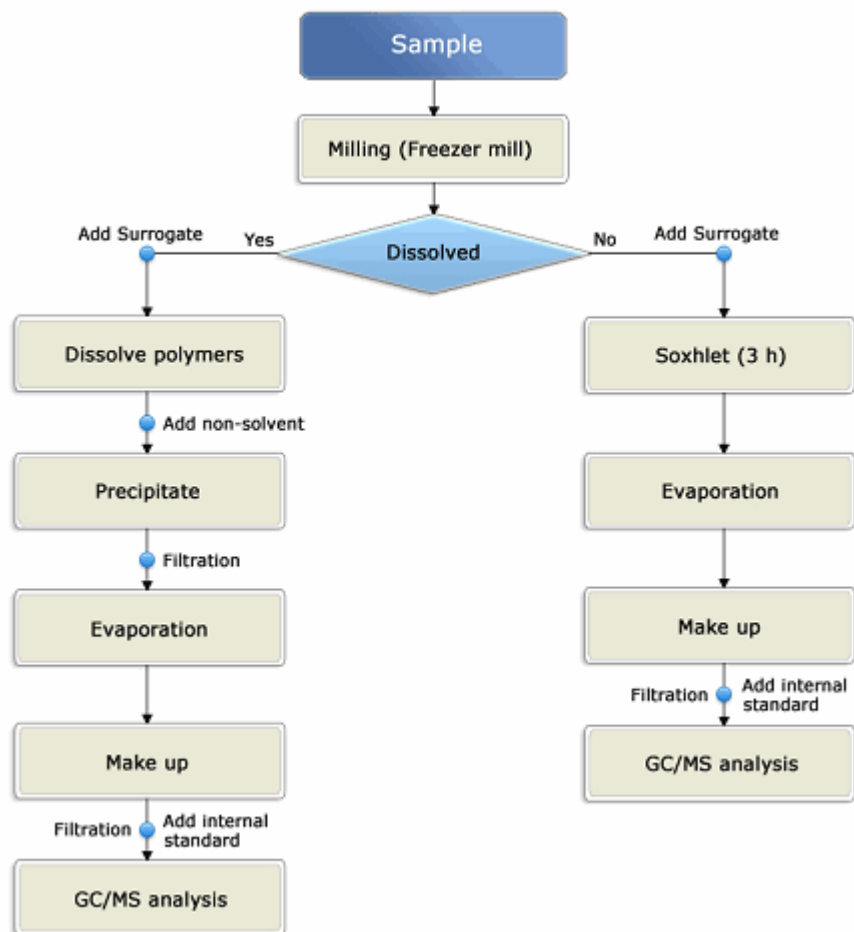 Sample
Milling (Freezer mill)
Add Surrogate
Yes
Dissolved
No
Add Surrogate
Dissolve polymers
Soxhlet (3 h)
Add non-solvent
Precipitate
Evaporation
Filtration
Evaporation
Make up
Filtration
Add internal
standard
Make up
GC/MS analysis
Filtration
Add internal
standard
GC/MS analysis